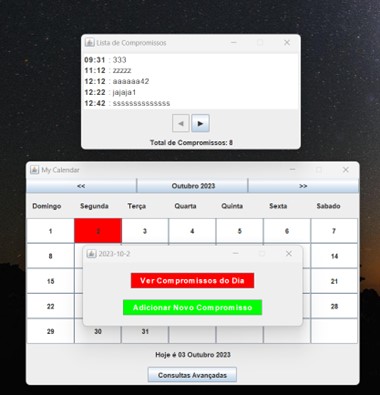 Lista de Compromissos
09:31 : 333
11:12 : zzzzz
12:12 : aaaaaa42
12:22 : jajaja1
12:42 : ssssssssssssss
Total de Compromissos: 8
My Calendar
<< Outubro 2023 >>
Domingo Segunda Terça Quarta Quinta Sexta Sabado
1 2 3 4 5 6 7
8 14
2023-10-2
Ver Compromissos do Dia
15 21
Adicionar Novo Compromisso
22 28
29 30 31
Hoje é 03 Outubro 2023
Consultas Avançadas